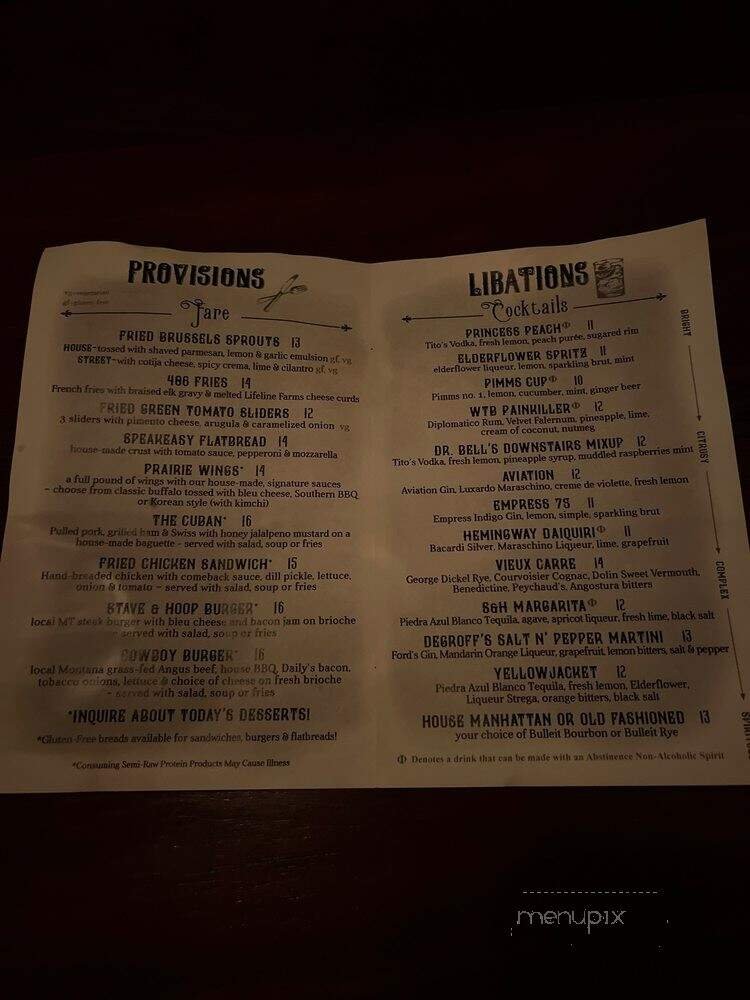 PROVISIONS
vg=vegetarian
gf=gluten free
Fare
FRIED BRUSSELS SPROUTS 13
HOUSE-tossed with shaved parmesan, lemon & garlic emulsion gf, vg
STREET-with cotija cheese, spicy crema, lime & cilantro gf, vg
406 FRIES 14
French fries with braised elk gravy & melted Lifeline Farms cheese curds
FRIED GREEN TOMATO SLIDERS 12
3 sliders with pimento cheese, arugula & caramelized onion vg
SPEAKEASY FLATBREAD 14
house-made crust with tomato sauce, pepperoni & mozzarella
PRAIRIE WINGS* 14
a full pound of wings with our house-made, signature sauces
- choose from classic buffalo tossed with bleu cheese, Southern BBQ
or Korean style (with kimchi)
THE CUBAN* 16
Pulled pork, grilled ham & Swiss with honey jalalpeno mustard on a
house-made baguette - served with salad, soup or fries
FRIED CHICKEN SANDWICH* 15
Hand-breaded chicken with comeback sauce, dill pickle, lettuce,
onion & tomato - served with salad, soup or fries
STAVE & HOOP BURGER* 16
local MT steak burger with bleu cheese and bacon jam on brioche
- served with salad, soup or fries
COWBOY BURGER* 16
local Montana grass-fed Angus beef, house BBQ, Daily's bacon,
tobacco onions, lettuce & choice of cheese on fresh brioche
- served with salad, soup or fries
*INQUIRE ABOUT TODAY'S DESSERTS!
*Gluten-Free breads available for sandwiches, burgers & flatbreads!
*Consuming Semi-Raw Protein Products May Cause Illness
LIBATIONS
Cocktails
PRINCESS PEACHⱷ 11
Tito's Vodka, fresh lemon, peach purée, sugared rim
ELDERFLOWER SPRITZ 11
elderflower liqueur, lemon, sparkling brut, mint
PIMMS CUPⱷ 10
Pimms no. 1, lemon, cucumber, mint, ginger beer
WTB PAINKILLERⱷ 12
Diplomatico Rum, Velvet Falernum, pineapple, lime,
cream of coconut, nutmeg
DR. BELL'S DOWNSTAIRS MIXUP 12
Tito's Vodka, fresh lemon, pineapple syrup, muddled raspberries mint
AVIATION 12
Aviation Gin, Luxardo Maraschino, creme de violette, fresh lemon
EMPRESS 75 11
Empress Indigo Gin, lemon, simple, sparkling brut
HEMINGWAY DAIQUIRIⱷ 11
Bacardi Silver, Maraschino Liqueur, lime, grapefruit
VIEUX CARRE 14
George Dickel Rye, Courvoisier Cognac, Dolin Sweet Vermouth,
Benedictine, Peychaud's, Angostura bitters
S&H MARGARITAⱷ 12
Piedra Azul Blanco Tequila, agave, apricot liqueur, fresh lime, black salt
DEGROFF'S SALT N' PEPPER MARTINI 13
Ford's Gin, Mandarin Orange Liqueur, grapefruit, lemon bitters, salt & pepper
YELLOWJACKET 12
Piedra Azul Blanco Tequila, fresh lemon, Elderflower,
Liqueur Strega, orange bitters, black salt
HOUSE MANHATTAN OR OLD FASHIONED 13
your choice of Bulleit Bourbon or Bulleit Rye
ⱷ Denotes a drink that can be made with an Abstinence Non-Alcoholic Spirit
BRIGHT
CITRUSY
COMPLEX
menupix